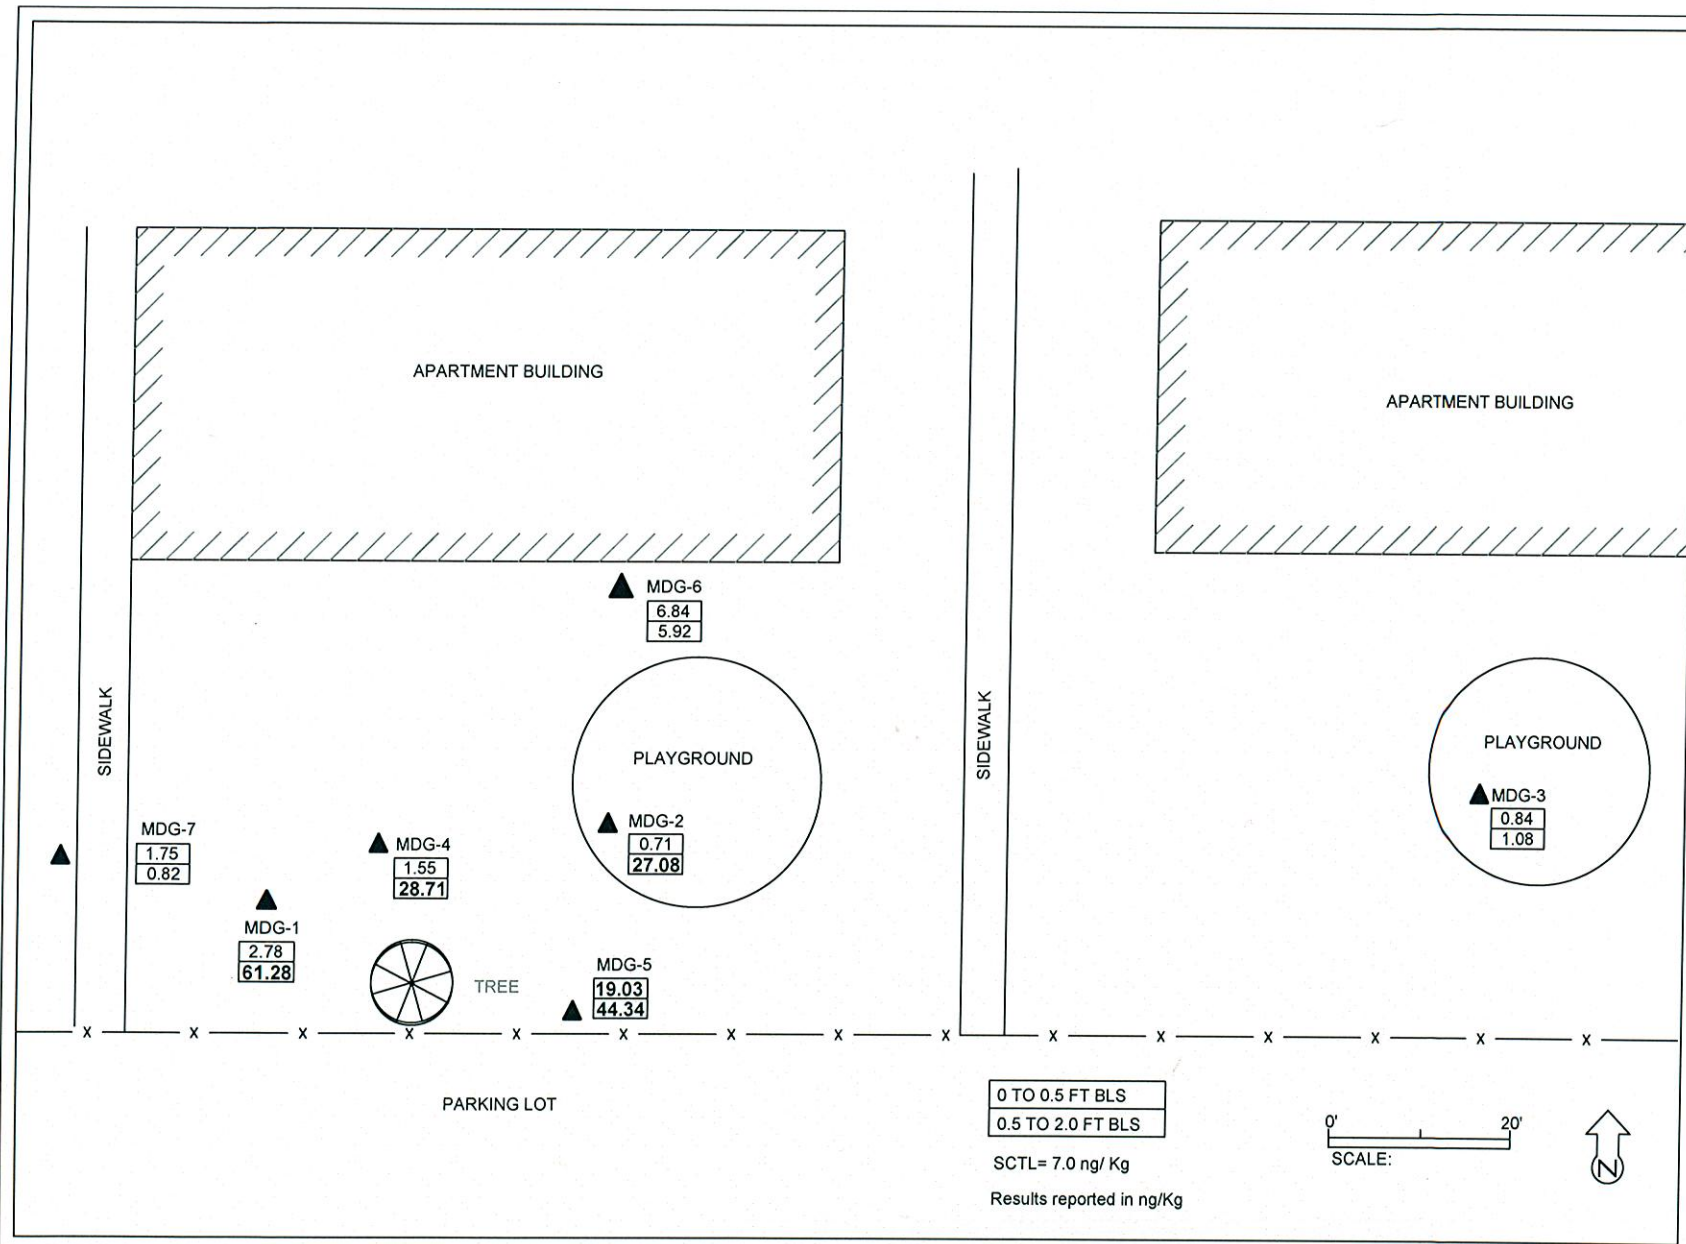 APARTMENT BUILDING
APARTMENT BUILDING
MDG-6
6.84
5.92
SIDEWALK
SIDEWALK
PLAYGROUND
PLAYGROUND
MDG-3
0.84
1.08
MDG-2
0.71
27.08
MDG-7
1.75
0.82
MDG-4
1.55
28.71
MDG-1
2.78
61.28
TREE
MDG-5
19.03
44.34
X X X X X X X X X X X X X X X
PARKING LOT
0 TO 0.5 FT BLS
0.5 TO 2.0 FT BLS
SCTL= 7.0 ng/ Kg
Results reported in ng/Kg
0' 20'
SCALE:
N